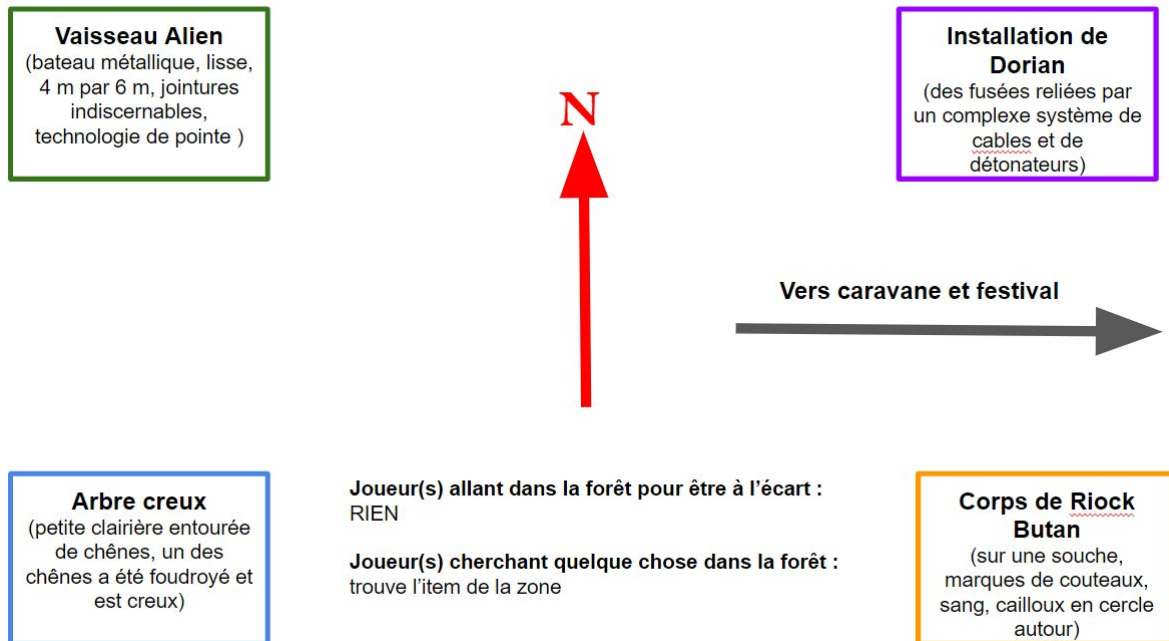 Vaisseau Alien
(bateau métallique, lisse,
4 m par 6 m, jointures
indiscernables,
technologie de pointe )
N
Installation de
Dorian
(des fusées reliées par
un complexe système de
cables et de
détonateurs)
Vers caravane et festival
Arbre creux
(petite clairière entourée
de chênes, un des
chênes a été foudroyé et
est creux)
Joueur(s) allant dans la forêt pour être à l'écart :
RIEN
Joueur(s) cherchant quelque chose dans la forêt :
trouve l'item de la zone
Corps de Riock
Butan
(sur une souche,
marques de couteaux,
sang, cailloux en cercle
autour)